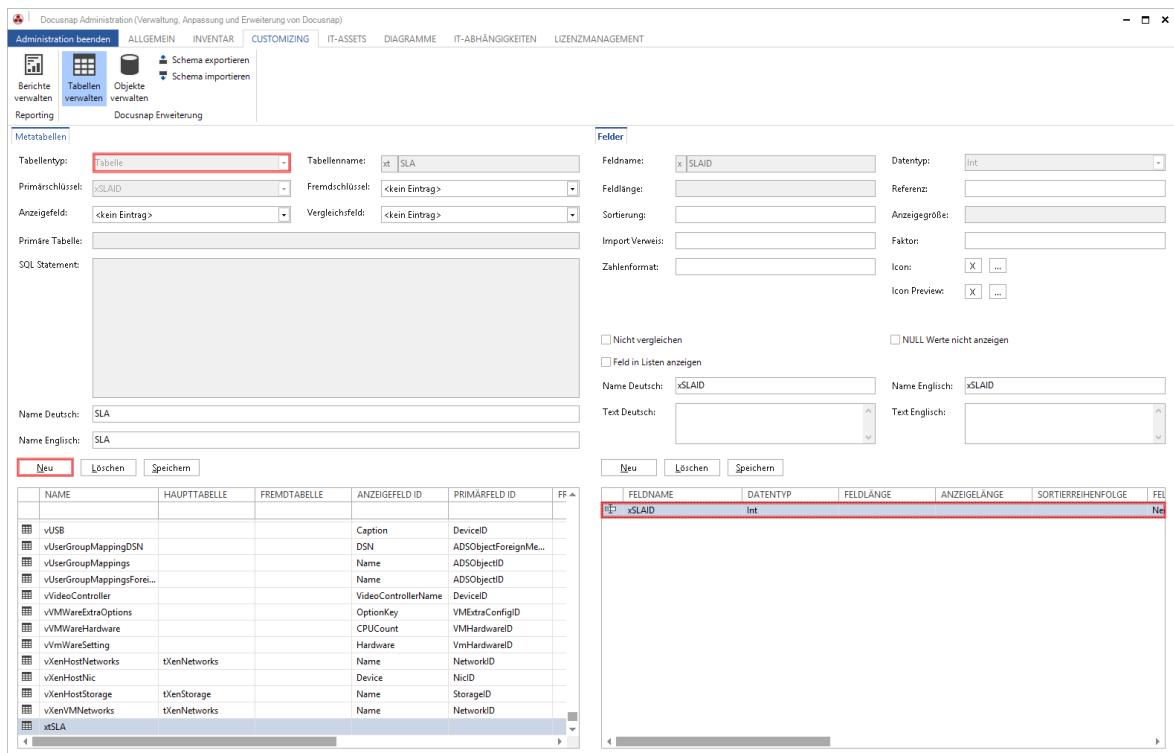 Docusnap Administration (Verwaltung, Anpassung und Erweiterung von Docusnap)
Administration beenden ALLGEMEIN INVENTAR CUSTOMIZING IT-ASSETS DIAGRAMME IT-ABHÄNGIGKEITEN LIZENZMANAGEMENT
Berichte verwalten
Tabellen verwalten
Objekte verwalten
Schema exportieren
Schema importieren
Reporting Docusnap Erweiterung
Metatabellen
Tabellentyp: Tabelle Tabellenname: xt SLA
Primärschlüssel: xSLAID Fremdschlüssel: <kein Eintrag>
Anzeigefeld: <kein Eintrag> Vergleichsfeld: <kein Eintrag>
Primäre Tabelle:
SQL Statement:
Name Deutsch: SLA
Name Englisch: SLA
Neu Löschen Speichern
NAME HAUPTTABELLE FREMDTABELLE ANZEIGEFELD ID PRIMÄRFELD ID
vUSB Caption DeviceID
vUserGroupMappingDSN DSN ADSObjectForeignMe...
vUserGroupMappings Name ADSObjectID
vUserGroupMappingsForei... Name ADSObjectID
vVideoController VideoControllerName DeviceID
vVMWareExtraOptions OptionKey VMExtraConfigID
vVMWareHardware CPUCount VMHardwareID
vVmWareSetting Hardware VmHardwareID
vXenHostNetworks tXenNetworks Name NetworkID
vXenHostNic Device NicID
vXenHostStorage tXenStorage Name StorageID
vXenVMNetworks tXenNetworks Name NetworkID
xtSLA
Felder
Feldname: x SLAID Datentyp: Int
Feldlänge: Referenz:
Sortierung: Anzeigegröße:
Import Verweis: Faktor:
Zahlenformat: Icon: X ...
Icon Preview: X ...
Nicht vergleichen NULL Werte nicht anzeigen
Feld in Listen anzeigen
Name Deutsch: xSLAID Name Englisch: xSLAID
Text Deutsch: Text Englisch:
Neu Löschen Speichern
FELDNAME DATENTYP FELDLÄNGE ANZEIGELÄNGE SORTIERREIHENFOLGE FEL
xSLAID Int